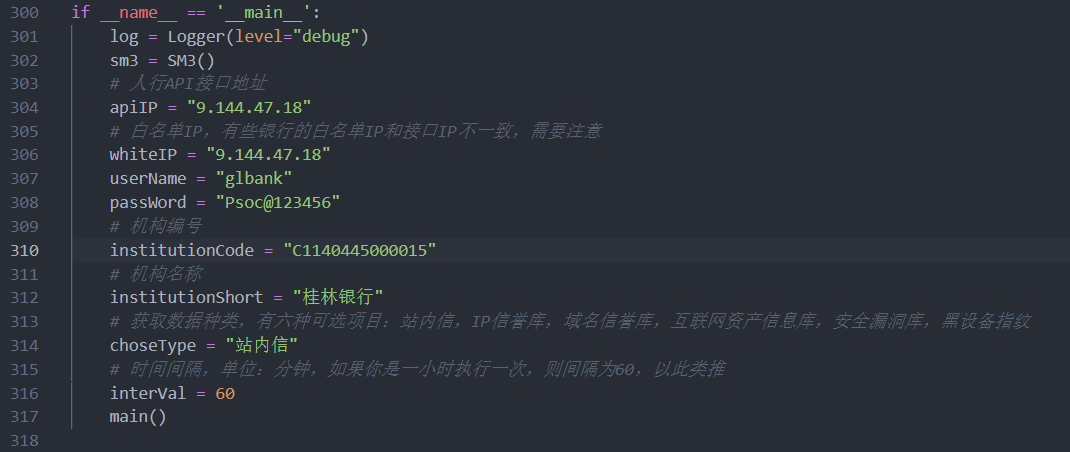 300 if __name__ == '__main__':
301 log = Logger(level="debug")
302 sm3 = SM3()
303 # 人行API接口地址
304 apiIP = "9.144.47.18"
305 # 白名单IP，有些银行的白名单IP和接口IP不一致，需要注意
306 whiteIP = "9.144.47.18"
307 userName = "glbank"
308 passWord = "Psoc@123456"
309 # 机构编号
310 institutionCode = "C1140445000015"
311 # 机构名称
312 institutionShort = "桂林银行"
313 # 获取数据种类，有六种可选项目：站内信，IP信誉库，域名信誉库，互联网资产信息库，安全漏洞库，黑设备指纹
314 choseType = "站内信"
315 # 时间间隔，单位：分钟，如果你是一小时执行一次，则间隔为60，以此类推
316 interVal = 60
317 main()
318